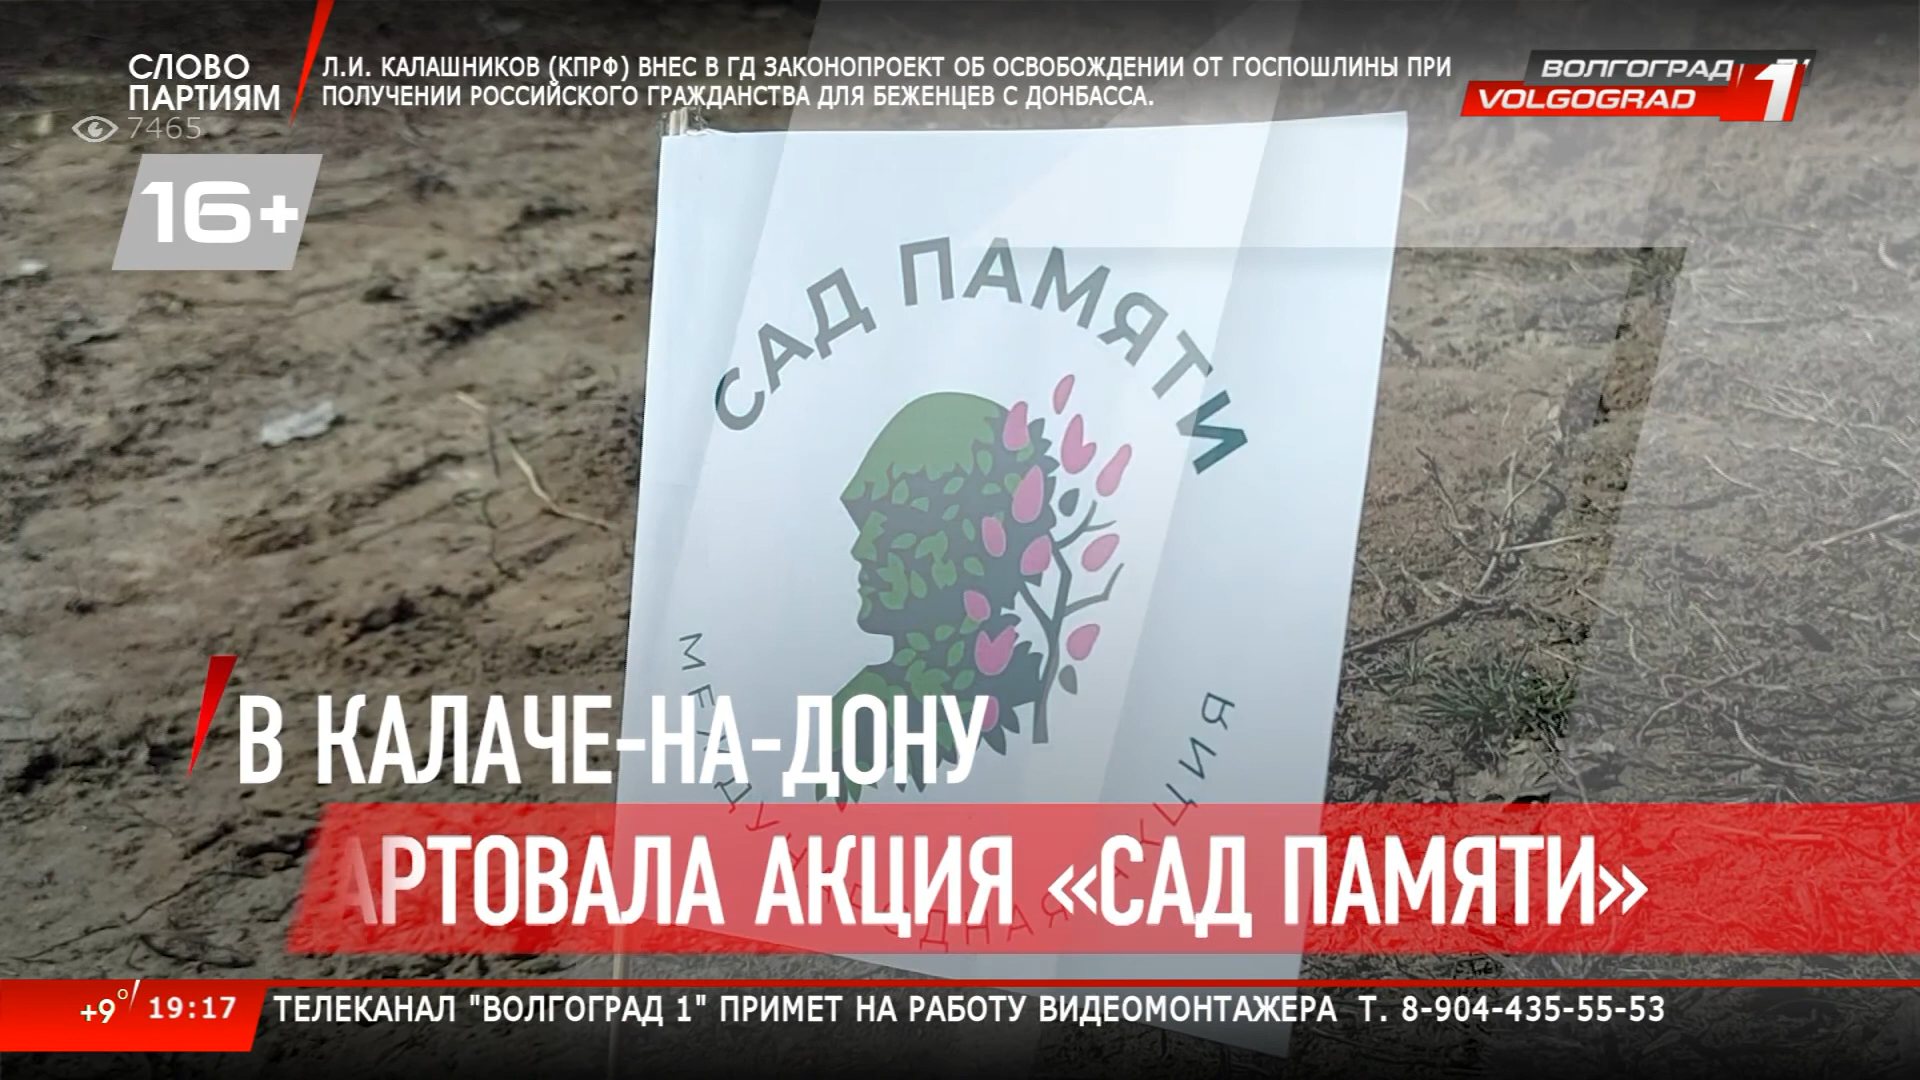 СЛОВО
ПАРТИЯМ
Л.И. КАЛАШНИКОВ (КПРФ) ВНЕС В ГД ЗАКОНОПРОЕКТ ОБ ОСВОБОЖДЕНИИ ОТ ГОСПОШЛИНЫ ПРИ
ПОЛУЧЕНИИ РОССИЙСКОГО ГРАЖДАНСТВА ДЛЯ БЕЖЕНЦЕВ С ДОНБАССА.
ВОЛГОГРАД TV
VOLGOGRAD 1
7465
16+
САД ПАМЯТИ
В КАЛАЧЕ-НА-ДОНУ
АРТОВАЛА АКЦИЯ «САД ПАМЯТИ»
+9° 19:17
ТЕЛЕКАНАЛ "ВОЛГОГРАД 1" ПРИМЕТ НА РАБОТУ ВИДЕОМОНТАЖЕРА Т. 8-904-435-55-53